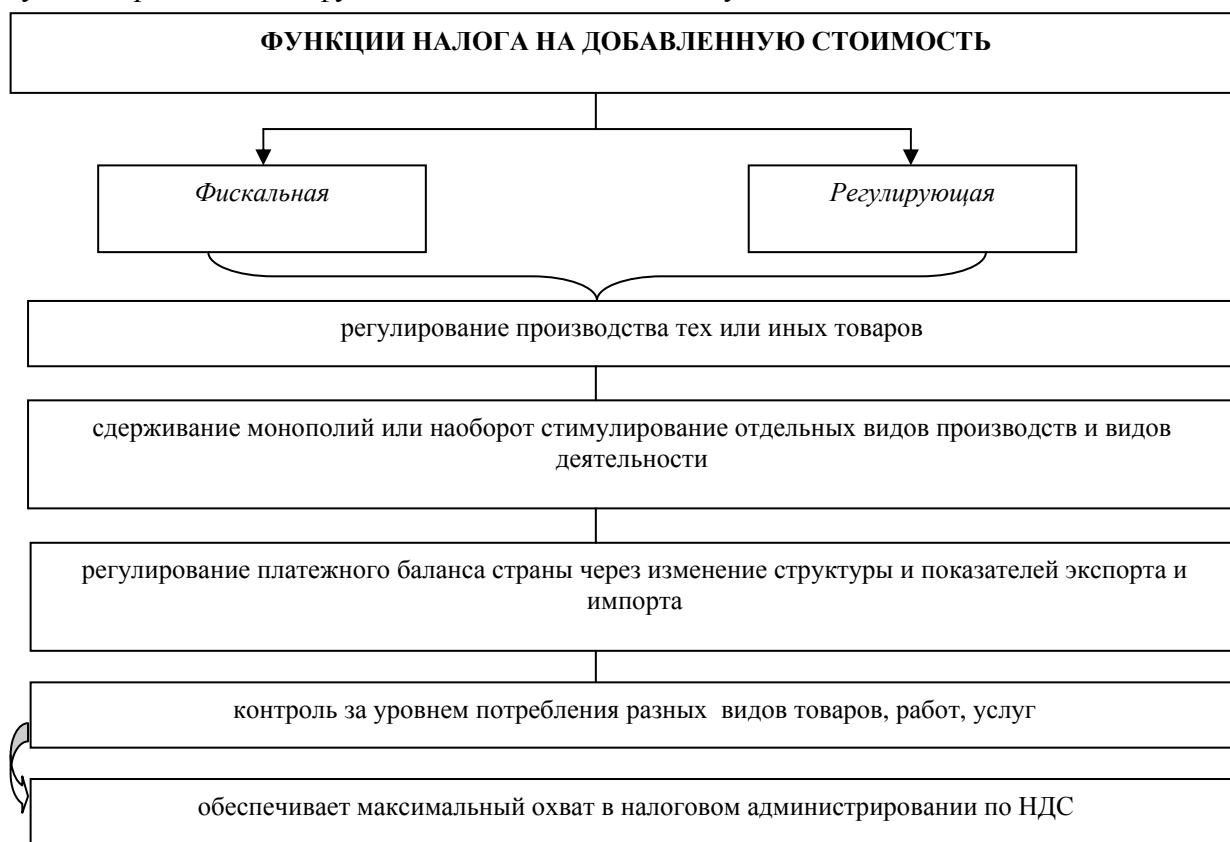 ФУНКЦИИ НАЛОГА НА ДОБАВЛЕННУЮ СТОИМОСТЬ
Фискальная
Регулирующая
регулирование производства тех или иных товаров
сдерживание монополий или наоборот стимулирование отдельных видов производств и видов
деятельности
регулирование платежного баланса страны через изменение структуры и показателей экспорта и
импорта
контроль за уровнем потребления разных видов товаров, работ, услуг
обеспечивает максимальный охват в налоговом администрировании по НДС